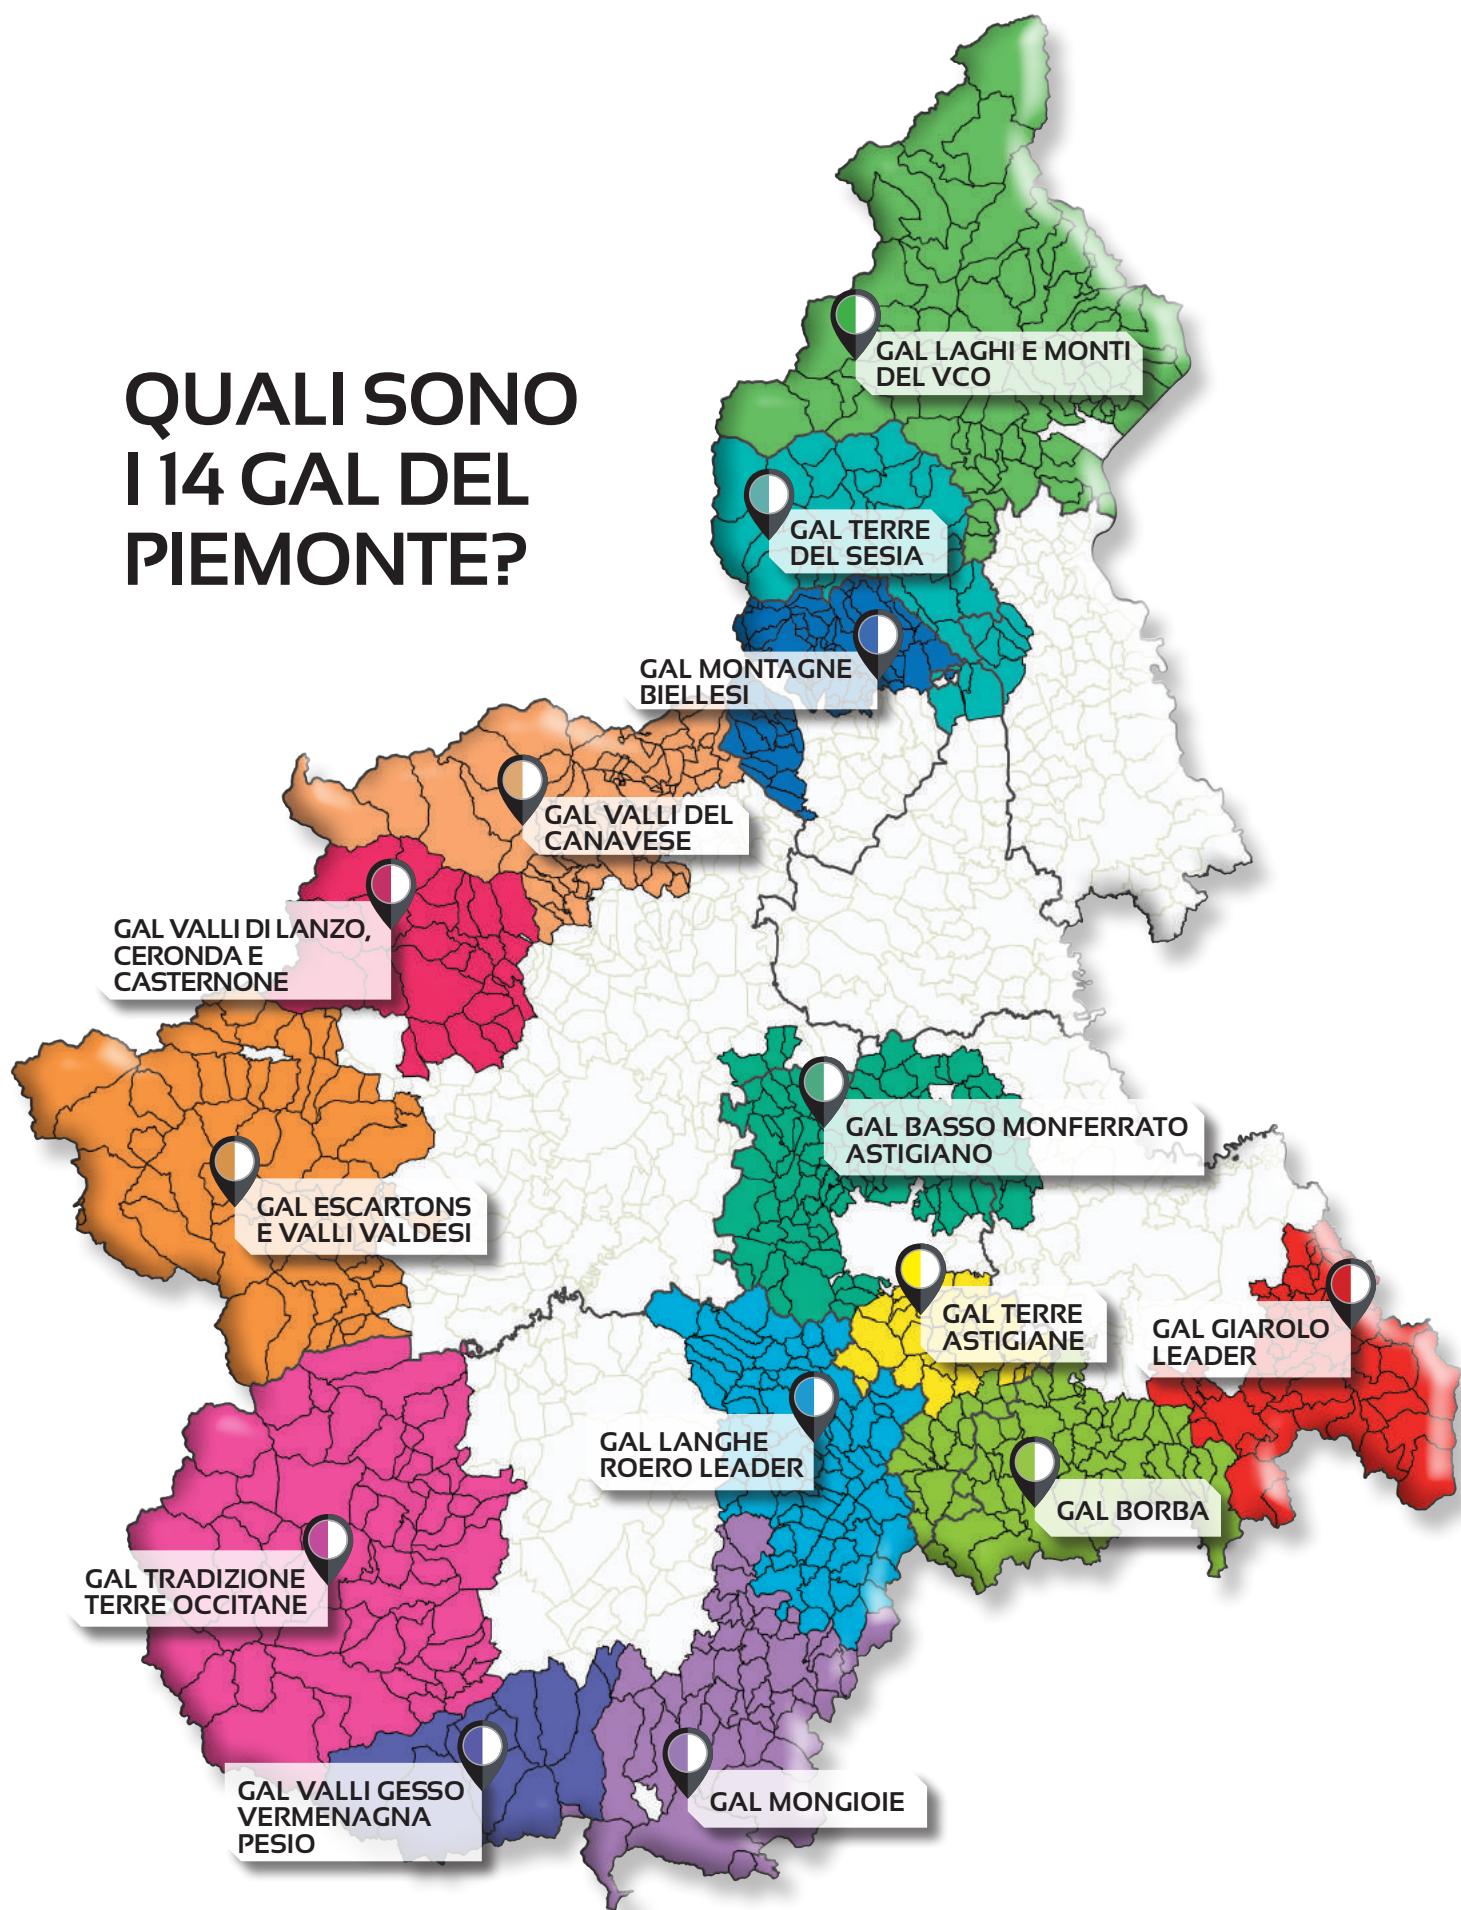 QUALI SONO
I 14 GAL DEL
PIEMONTE?
GAL LAGHI E MONTI
DEL VCO
GAL TERRE
DEL SESIA
GAL MONTAGNE
BIELLESI
GAL VALLI DEL
CANAVESE
GAL VALLI DI LANZO,
CERONDA E
CASTERNONE
GAL BASSO MONFERRATO
ASTIGIANO
GAL ESCARTONS
E VALLI VALDESI
GAL TERRE
ASTIGIANE
GAL GIAROLO
LEADER
GAL LANGHE
ROERO LEADER
GAL BORBA
GAL TRADIZIONE
TERRE OCCITANE
GAL VALLI GESSO
VERMENAGNA
PESIO
GAL MONGIOIE